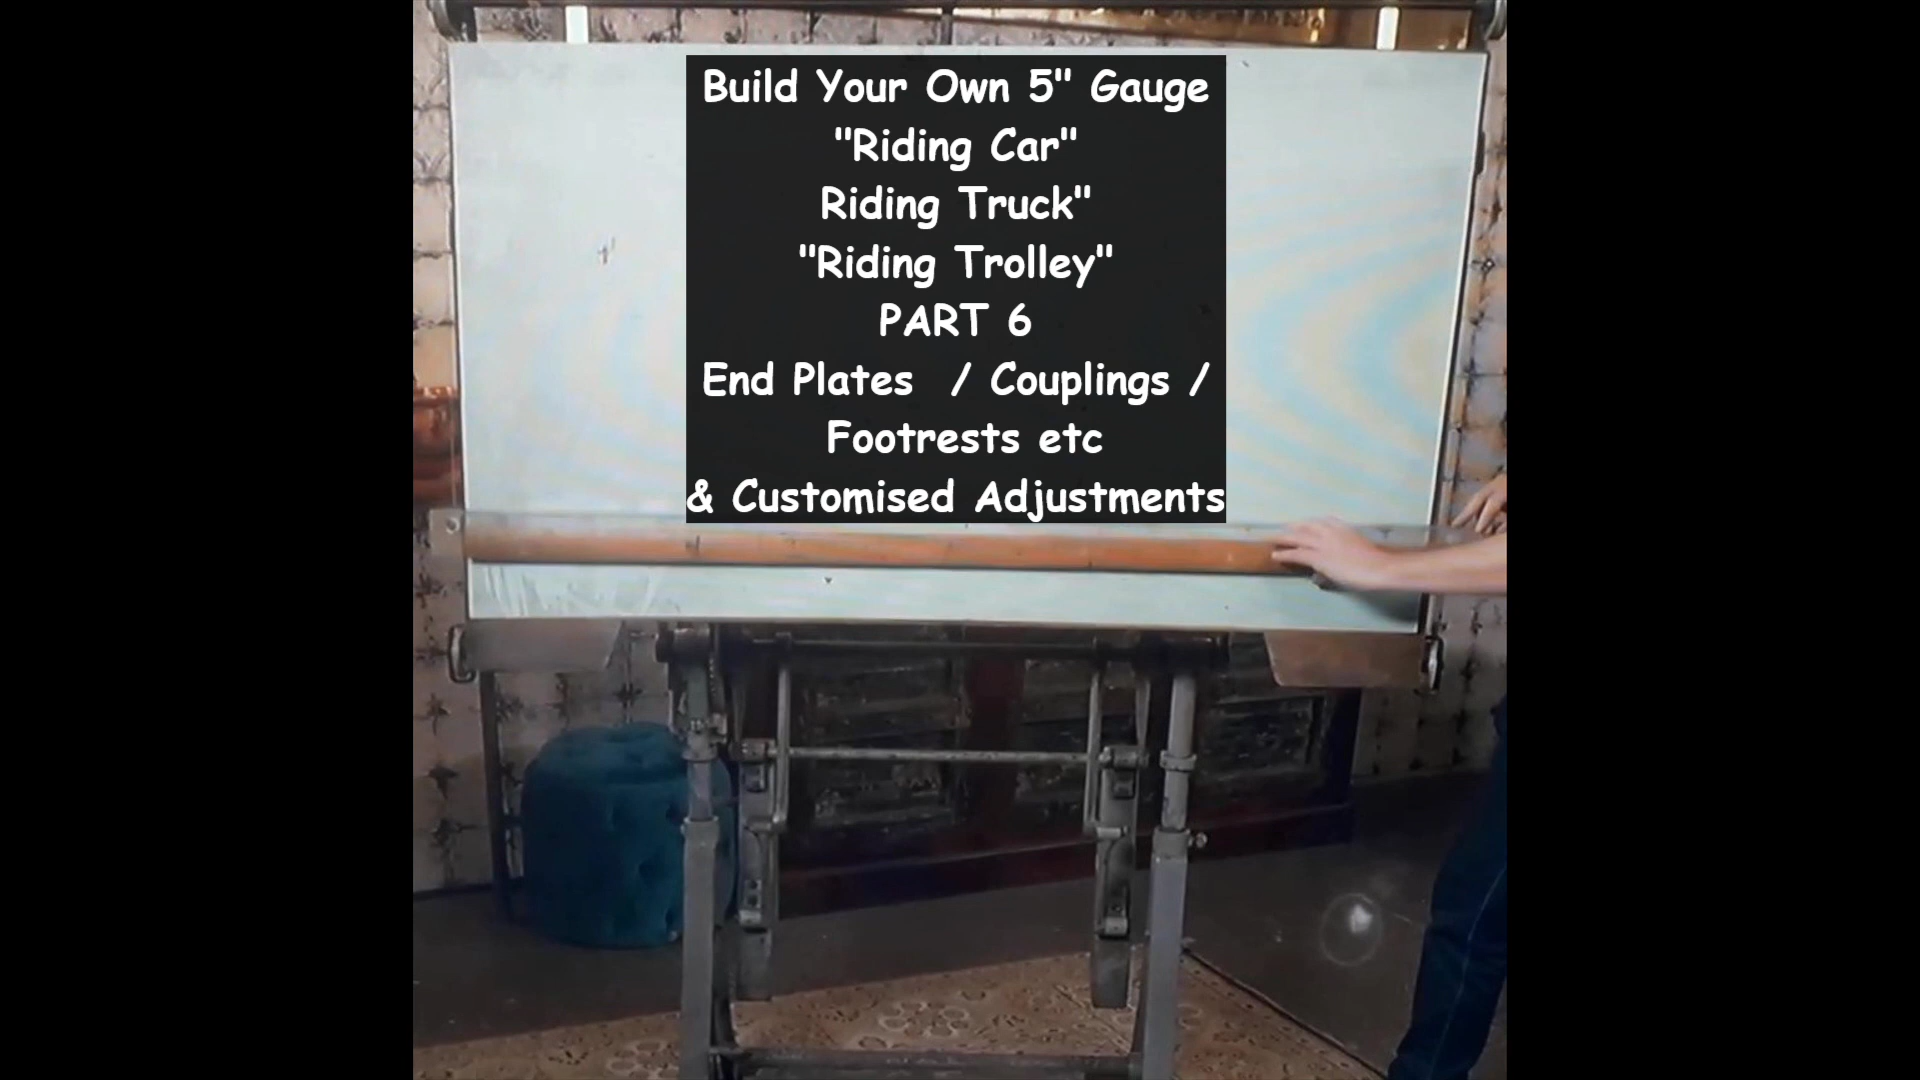 Build Your Own 5" Gauge
"Riding Car"
Riding Truck"
"Riding Trolley"
PART 6
End Plates / Couplings /
Footrests etc
& Customised Adjustments